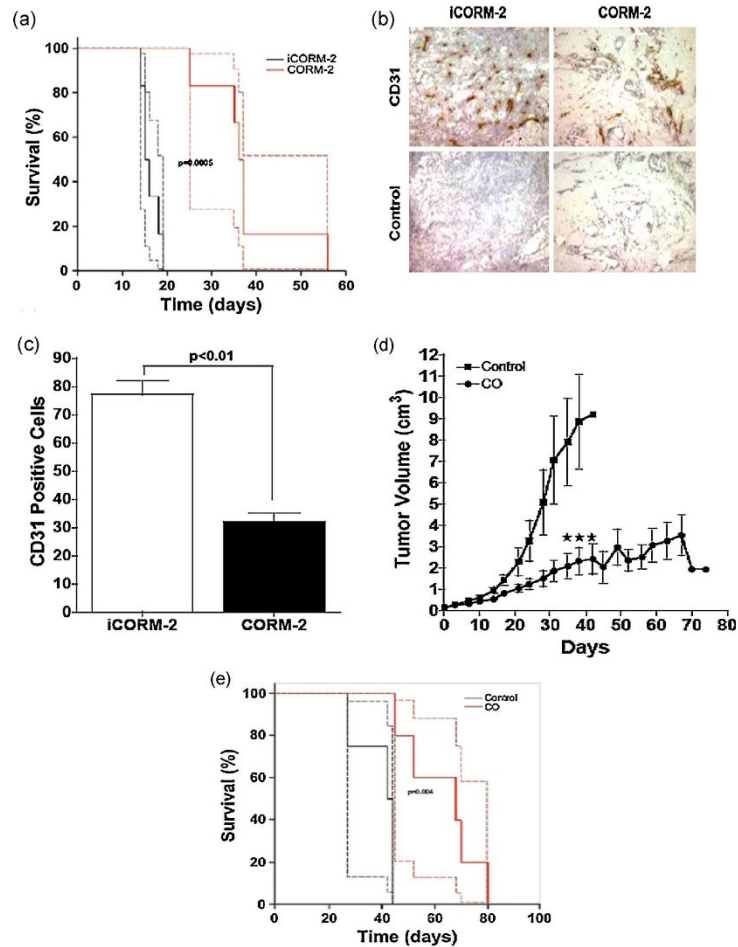 (a)
iCORM-2
CORM-2
p=0.0005
Survival (%)
100
80
60
40
20
0
0 10 20 30 40 50 60
Time (days)
(b)
iCORM-2 CORM-2
CD31
Control
(c)
p<0.01
CD31 Positive Cells
90
80
70
60
50
40
30
20
10
0
iCORM-2 CORM-2
(d)
Control
CO
Tumor Volume (cm3)
12
11
10
9
8
7
6
5
4
3
2
1
0
★★★
0 10 20 30 40 50 60 70 80
Days
(e)
Control
CO
p=0.004
Survival (%)
100
80
60
40
20
0
0 20 40 60 80 100
Time (days)